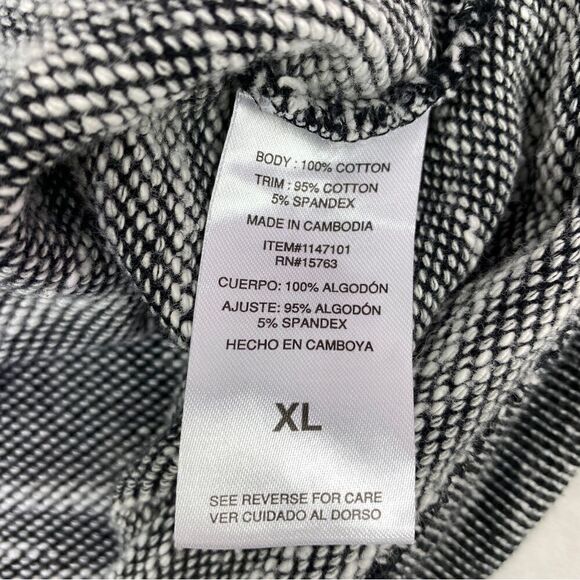 BODY : 100% COTTON
TRIM : 95% COTTON
5% SPANDEX
MADE IN CAMBODIA
ITEM#1147101
RN#15763
CUERPO: 100% ALGODÓN
AJUSTE: 95% ALGODÓN
5% SPANDEX
HECHO EN CAMBOYA
XL
SEE REVERSE FOR CARE
VER CUIDADO AL DORSO